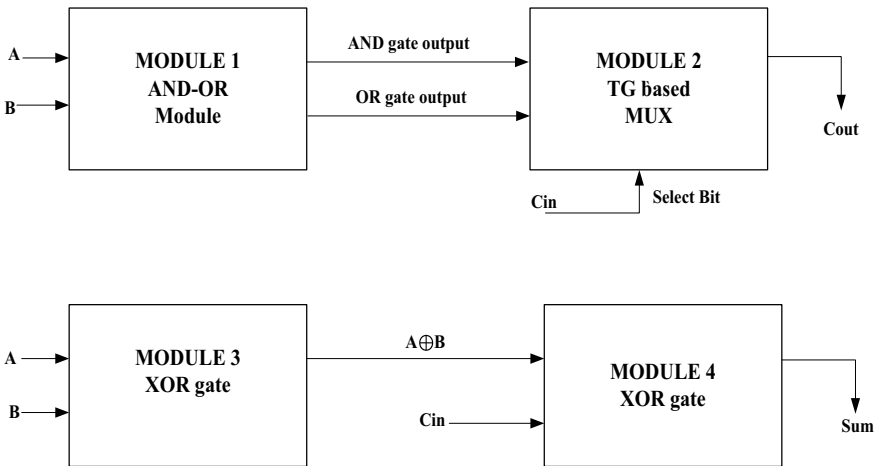 A
B
MODULE 1
AND-OR
Module
AND gate output
OR gate output
MODULE 2
TG based
MUX
Cout
Cin
Select Bit
A
B
MODULE 3
XOR gate
A⊕B
Cin
MODULE 4
XOR gate
Sum